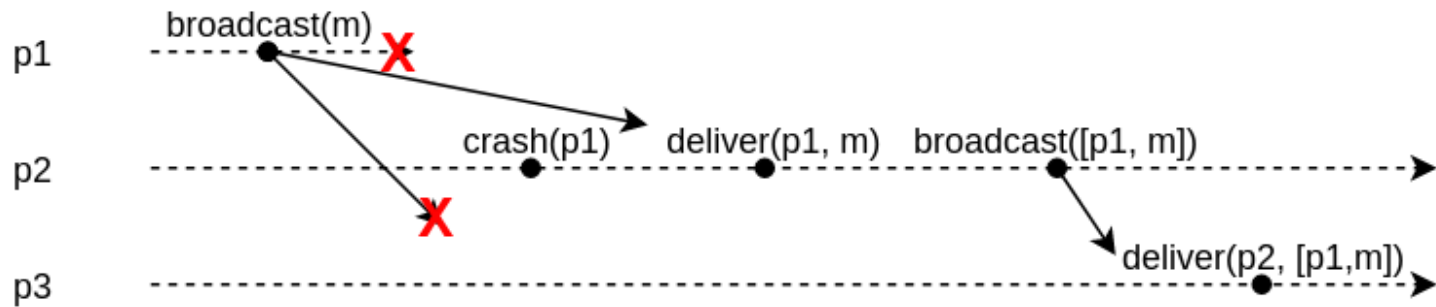 broadcast(m)
p1
crash(p1) deliver(p1, m) broadcast([p1, m])
p2
deliver(p2, [p1,m])
p3